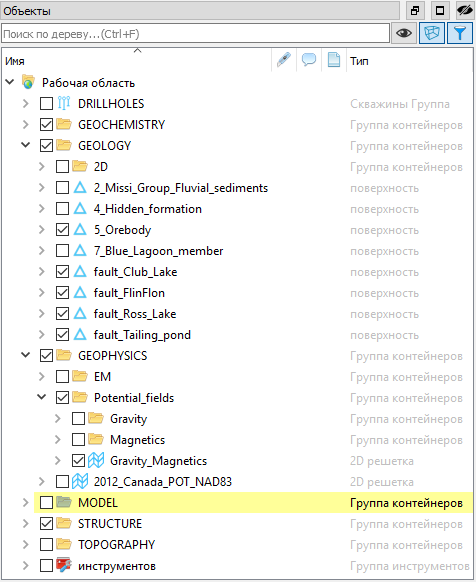 Объекты
Поиск по дереву...(Ctrl+F)
Имя Тип
Рабочая область
DRILLHOLES Скважины Группа
GEOCHEMISTRY Группа контейнеров
GEOLOGY Группа контейнеров
2D Группа контейнеров
2_Missi_Group_Fluvial_sediments поверхность
4_Hidden_formation поверхность
5_Orebody поверхность
7_Blue_Lagoon_member поверхность
fault_Club_Lake поверхность
fault_FlinFlon поверхность
fault_Ross_Lake поверхность
fault_Tailing_pond поверхность
GEOPHYSICS Группа контейнеров
EM Группа контейнеров
Potential_fields Группа контейнеров
Gravity Группа контейнеров
Magnetics Группа контейнеров
Gravity_Magnetics 2D решетка
2012_Canada_POT_NAD83 2D решетка
MODEL Группа контейнеров
STRUCTURE Группа контейнеров
TOPOGRAPHY Группа контейнеров
инструментов Группа инструментов